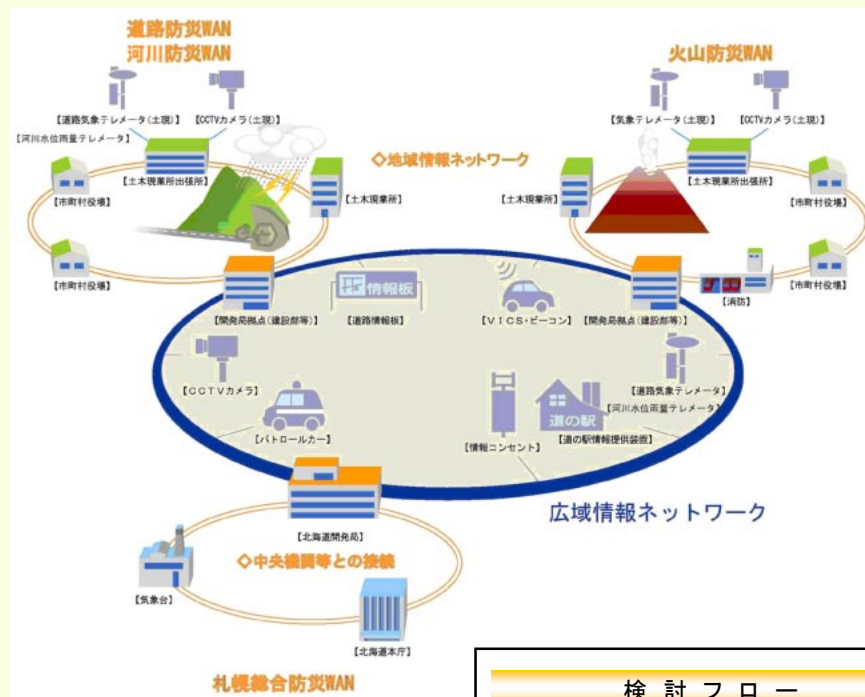 道路防災WAN
河川防災WAN
火山防災WAN
【道路気象テレメータ(土現)】
【CCTVカメラ(土現)】
【河川水位雨量テレメータ】
【気象テレメータ(土現)】
【CCTVカメラ(土現)】
◇地域情報ネットワーク
【市町村役場】
【土木現業所出張所】
【土木現業所】
【土木現業所】
【土木現業所出張所】
【市町村役場】
【市町村役場】
【開発局拠点(建設部等)】
情報板
【道路情報板】
【VICS・ビーコン】
【開発局拠点(建設部等)】
【消防】
【市町村役場】
【CCTVカメラ】
【パトロールカー】
【情報コンセント】
道の駅
【道の駅情報提供装置】
【道路気象テレメータ】
【河川水位雨量テレメータ】
【北海道開発局】
広域情報ネットワーク
◇中央機関等との接続
【気象台】
【北海道本庁】
札幌総合防災WAN
検討フロー